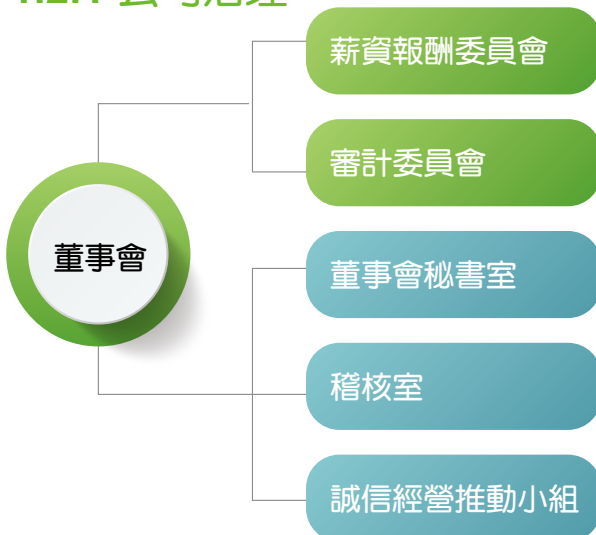 薪資報酬委員會
審計委員會
董事會
董事會秘書室
稽核室
誠信經營推動小組